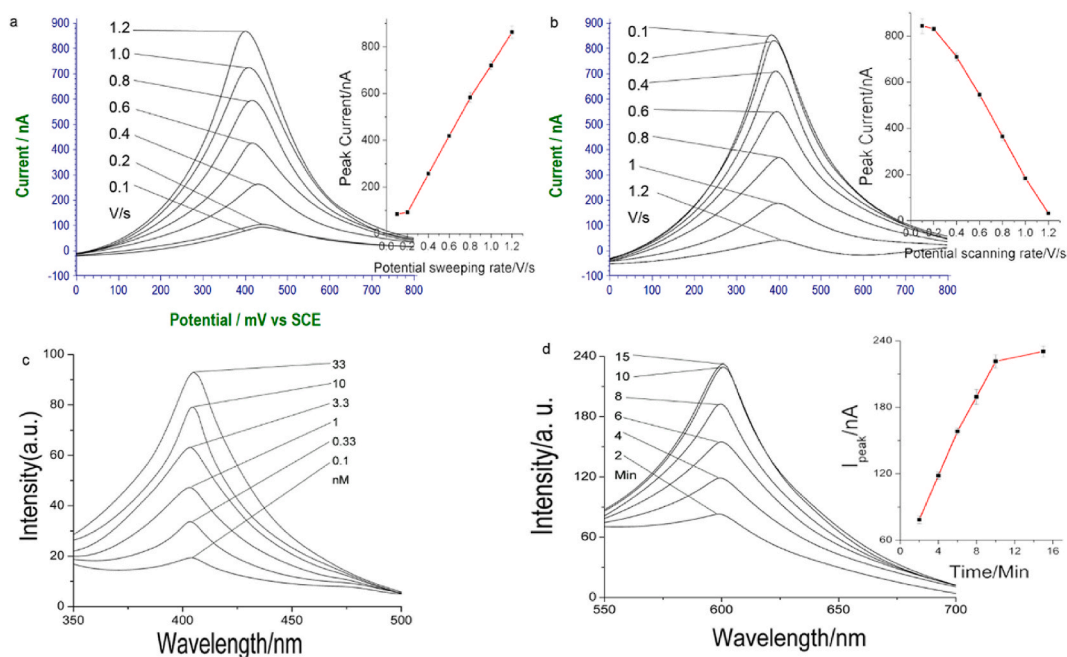 a
900
800
700
600
500
400
300
200
100
0
-100
Current / nA
1.2
1.0
0.8
0.6
0.4
0.2
0.1
V/s
0 100 200 300 400 500 600 700 800
Potential / mV vs SCE
Peak Current/nA
800
600
400
200
0.0 0.2 0.4 0.6 0.8 1.0 1.2
Potential sweeping rate/V/s
b
900
800
700
600
500
400
300
200
100
0
-100
Current / nA
0.1
0.2
0.4
0.6
0.8
1
1.2
V/s
0 100 200 300 400 500 600 700 800
Peak Current/nA
800
600
400
200
0
0.0 0.2 0.4 0.6 0.8 1.0 1.2
Potential scanning rate/V/s
c
100
80
60
40
20
0
Intensity(a.u.)
33
10
3.3
1
0.33
0.1
nM
350 400 450 500
Wavelength/nm
d
240
180
120
60
0
Intensity/a. u.
15
10
8
6
4
2
Min
550 600 650 700
Wavelength/nm
240
180
120
60
I peak/nA
0 4 8 12 16
Time/Min